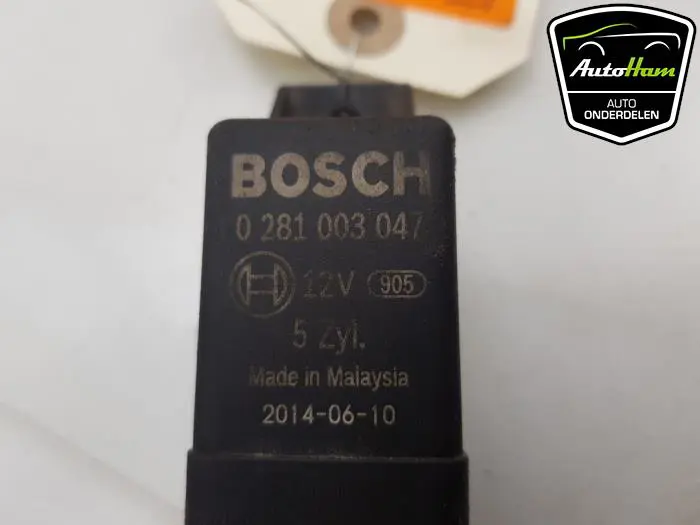 AutoHam
AUTO
ONDERDELEN
BOSCH
0 281 003 047
12V 905
5 Zyl.
Made in Malaysia
2014-06-10